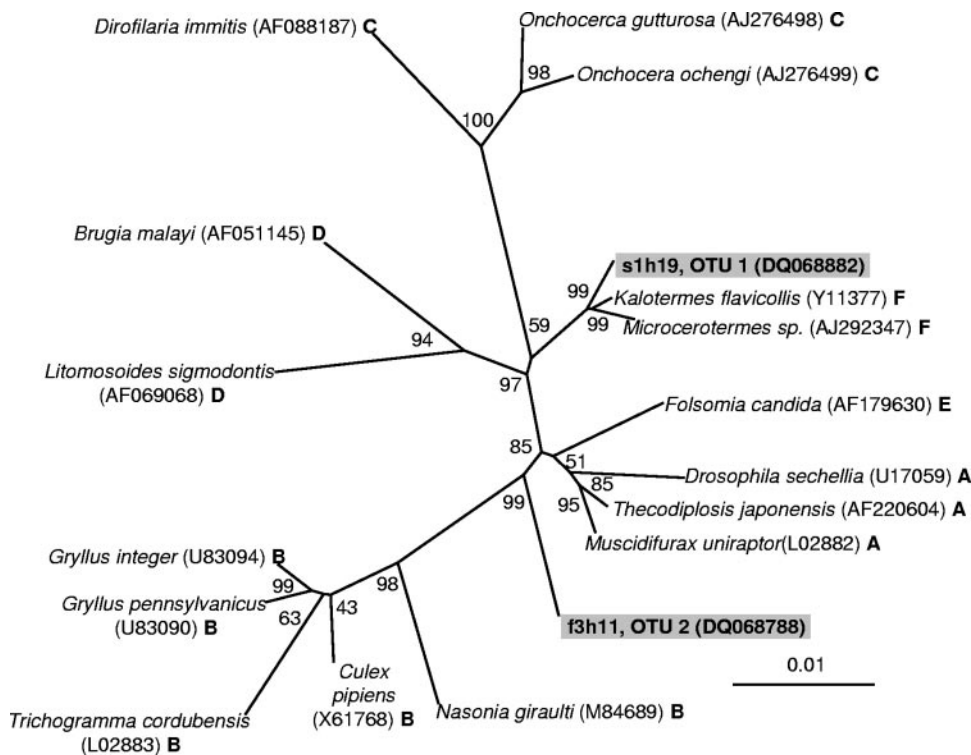 Dirofilaria immitis (AF088187) C
Onchocerca gutturosa (AJ276498) C
98
Onchocera ochengi (AJ276499) C
100
Brugia malayi (AF051145) D
s1h19, OTU 1 (DQ068882)
99
Kalotermes flavicollis (Y11377) F
59
99
Microcerotermes sp. (AJ292347) F
94
Litomosoides sigmodontis
(AF069068) D
97
Folsomia candida (AF179630) E
85
51
Drosophila sechellia (U17059) A
85
99
95
Thecodiplosis japonensis (AF220604) A
Muscidifurax uniraptor(L02882) A
Gryllus integer (U83094) B
99
98
Gryllus pennsylvanicus
(U83090) B
63
43
f3h11, OTU 2 (DQ068788)
0.01
Culex
pipiens
(X61768) B
Nasonia giraulti (M84689) B
Trichogramma cordubensis
(L02883) B